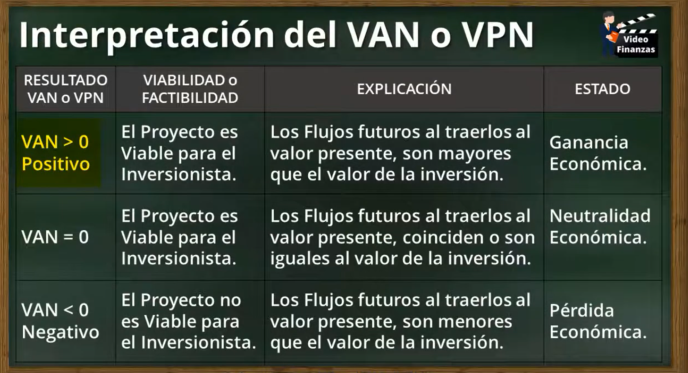 Interpretación del VAN o VPN
Video
Finanzas
RESULTADO
VAN o VPN
VIABILIDAD o
FACTIBILIDAD
EXPLICACIÓN
ESTADO
VAN > 0
Positivo
El Proyecto es
Viable para el
Inversionista.
Los Flujos futuros al traerlos al
valor presente, son mayores
que el valor de la inversión.
Ganancia
Económica.
VAN = 0
El Proyecto es
Viable para el
Inversionista.
Los Flujos futuros al traerlos al
valor presente, coinciden o son
iguales al valor de la inversión.
Neutralidad
Económica.
VAN < 0
Negativo
El Proyecto no
es Viable para
el Inversionista.
Los Flujos futuros al traerlos al
valor presente, son menores
que el valor de la inversión.
Pérdida
Económica.